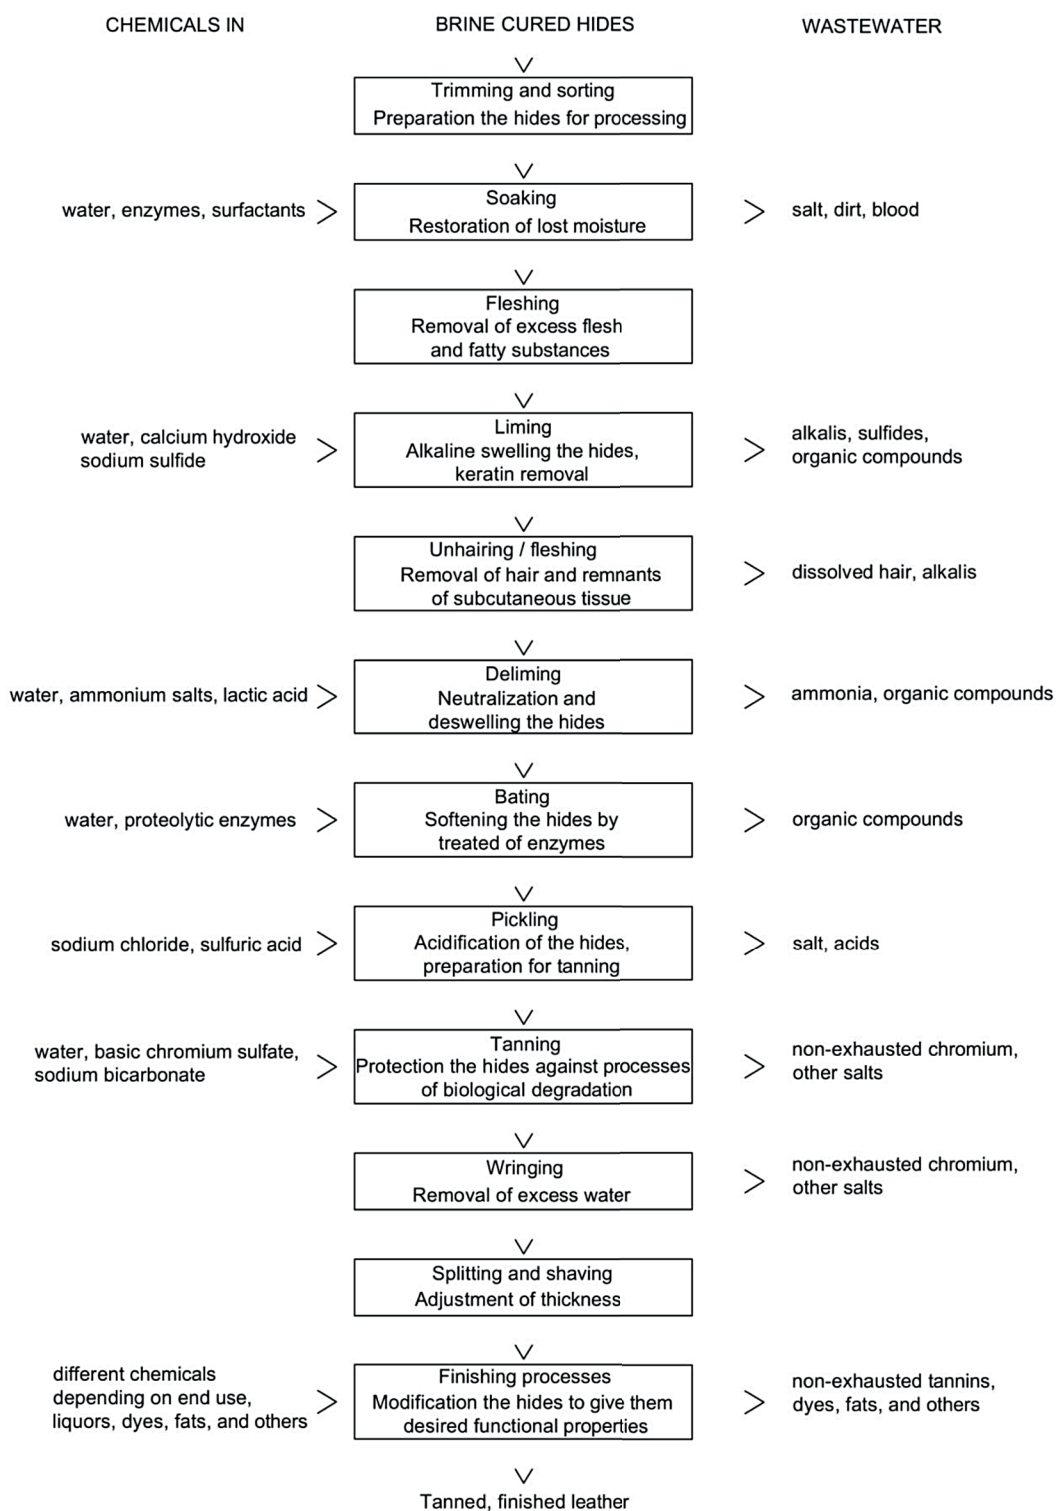 CHEMICALS IN
BRINE CURED HIDES
WASTEWATER
Trimming and sorting
Preparation the hides for processing
water, enzymes, surfactants
Soaking
Restoration of lost moisture
salt, dirt, blood
Fleshing
Removal of excess flesh
and fatty substances
water, calcium hydroxide
sodium sulfide
Liming
Alkaline swelling the hides,
keratin removal
alkalis, sulfides,
organic compounds
Unhairing / fleshing
Removal of hair and remnants
of subcutaneous tissue
dissolved hair, alkalis
water, ammonium salts, lactic acid
Deliming
Neutralization and
deswelling the hides
ammonia, organic compounds
water, proteolytic enzymes
Bating
Softening the hides by
treated of enzymes
organic compounds
sodium chloride, sulfuric acid
Pickling
Acidification of the hides,
preparation for tanning
salt, acids
water, basic chromium sulfate,
sodium bicarbonate
Tanning
Protection the hides against processes
of biological degradation
non-exhausted chromium,
other salts
Wringing
Removal of excess water
non-exhausted chromium,
other salts
Splitting and shaving
Adjustment of thickness
different chemicals
depending on end use,
liquors, dyes, fats, and others
Finishing processes
Modification the hides to give them
desired functional properties
non-exhausted tannins,
dyes, fats, and others
Tanned, finished leather